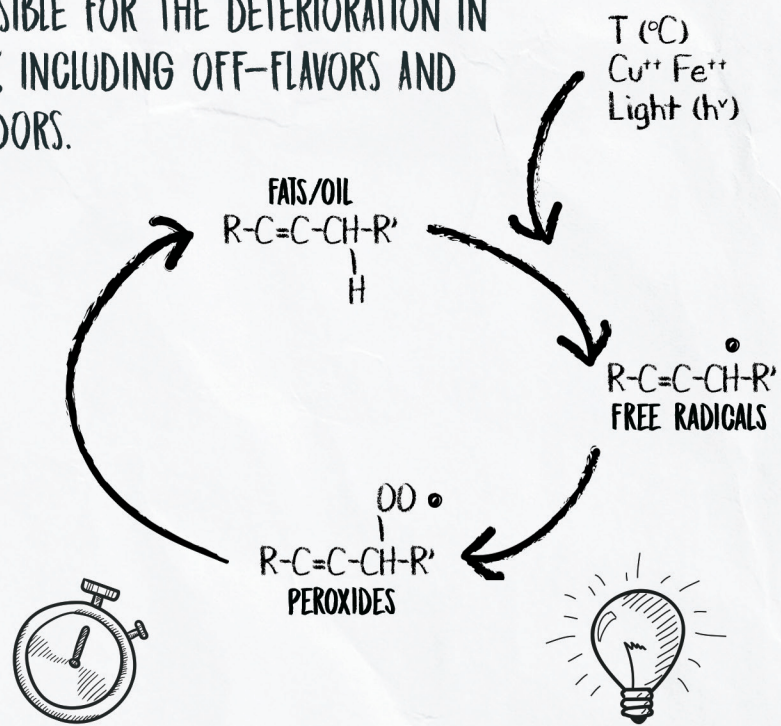 SIBLE FOR THE DETERIORATION IN
INCLUDING OFF-FLAVORS AND
DORS.
T (°C)
Cu⁺⁺ Fe⁺⁺
Light (hᵛ)
FATS/OIL
R-C=C-CH-R'
H
R-C=C-CH-R'
FREE RADICALS
OO •
R-C=C-CH-R'
PEROXIDES